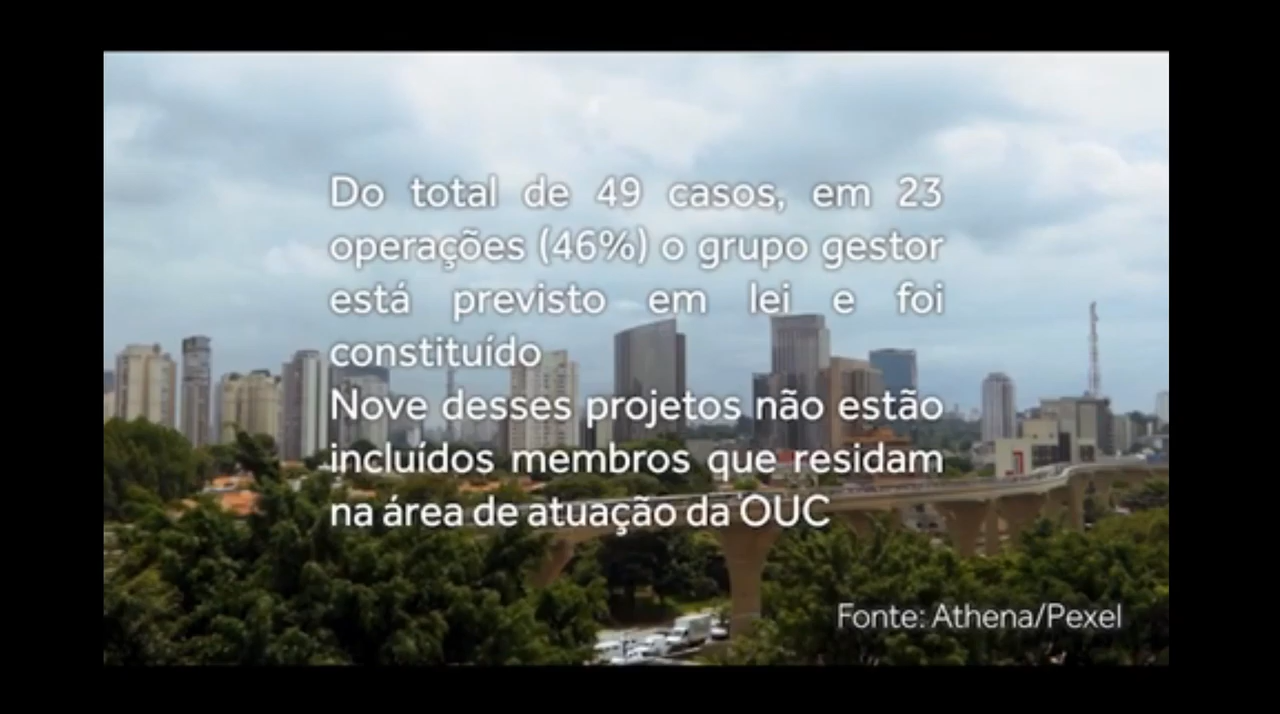 Do total de 49 casos, em 23
operações (46%) o grupo gestor
está previsto em lei e foi
constituído
Nove desses projetos não estão
incluídos membros que residam
na área de atuação da OUC
Fonte: Athena/Pexel